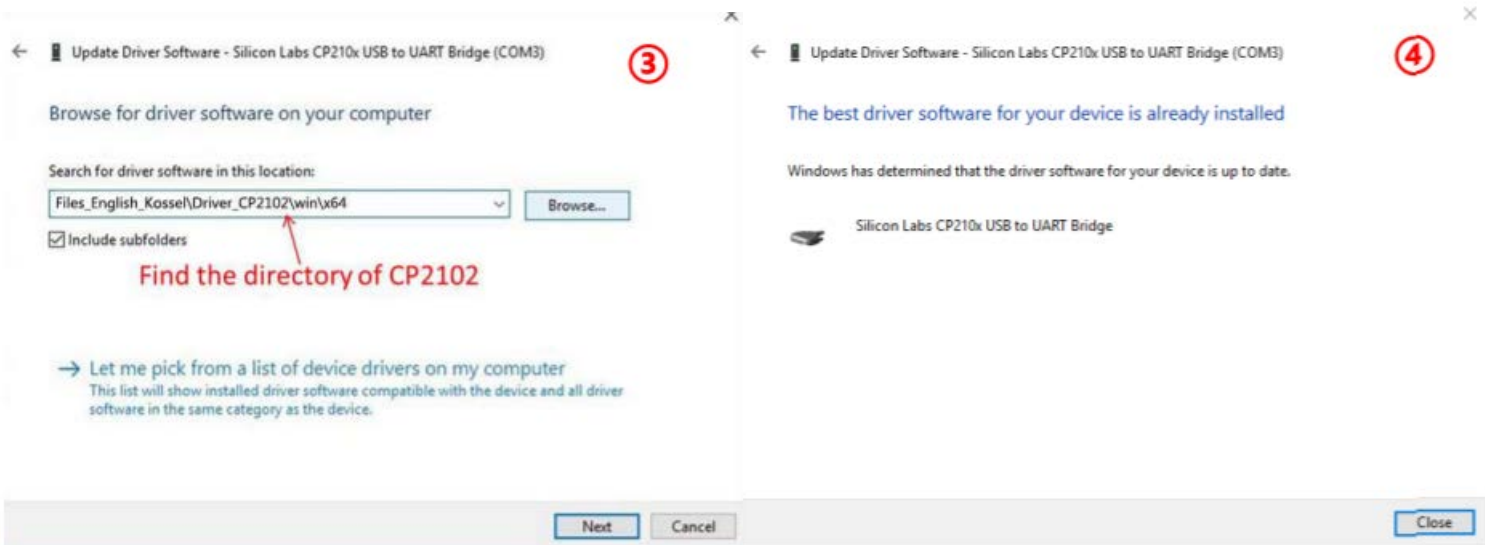 Update Driver Software - Silicon Labs CP210x USB to UART Bridge (COM3)
③
Browse for driver software on your computer
Search for driver software in this location:
Files_English_Kossel\Driver_CP2102\win\x64
Browse...
Include subfolders
Find the directory of CP2102
Let me pick from a list of device drivers on my computer
This list will show installed driver software compatible with the device and all driver
software in the same category as the device.
Next
Cancel
Update Driver Software - Silicon Labs CP210x USB to UART Bridge (COM3)
④
The best driver software for your device is already installed
Windows has determined that the driver software for your device is up to date.
Silicon Labs CP210x USB to UART Bridge
Close